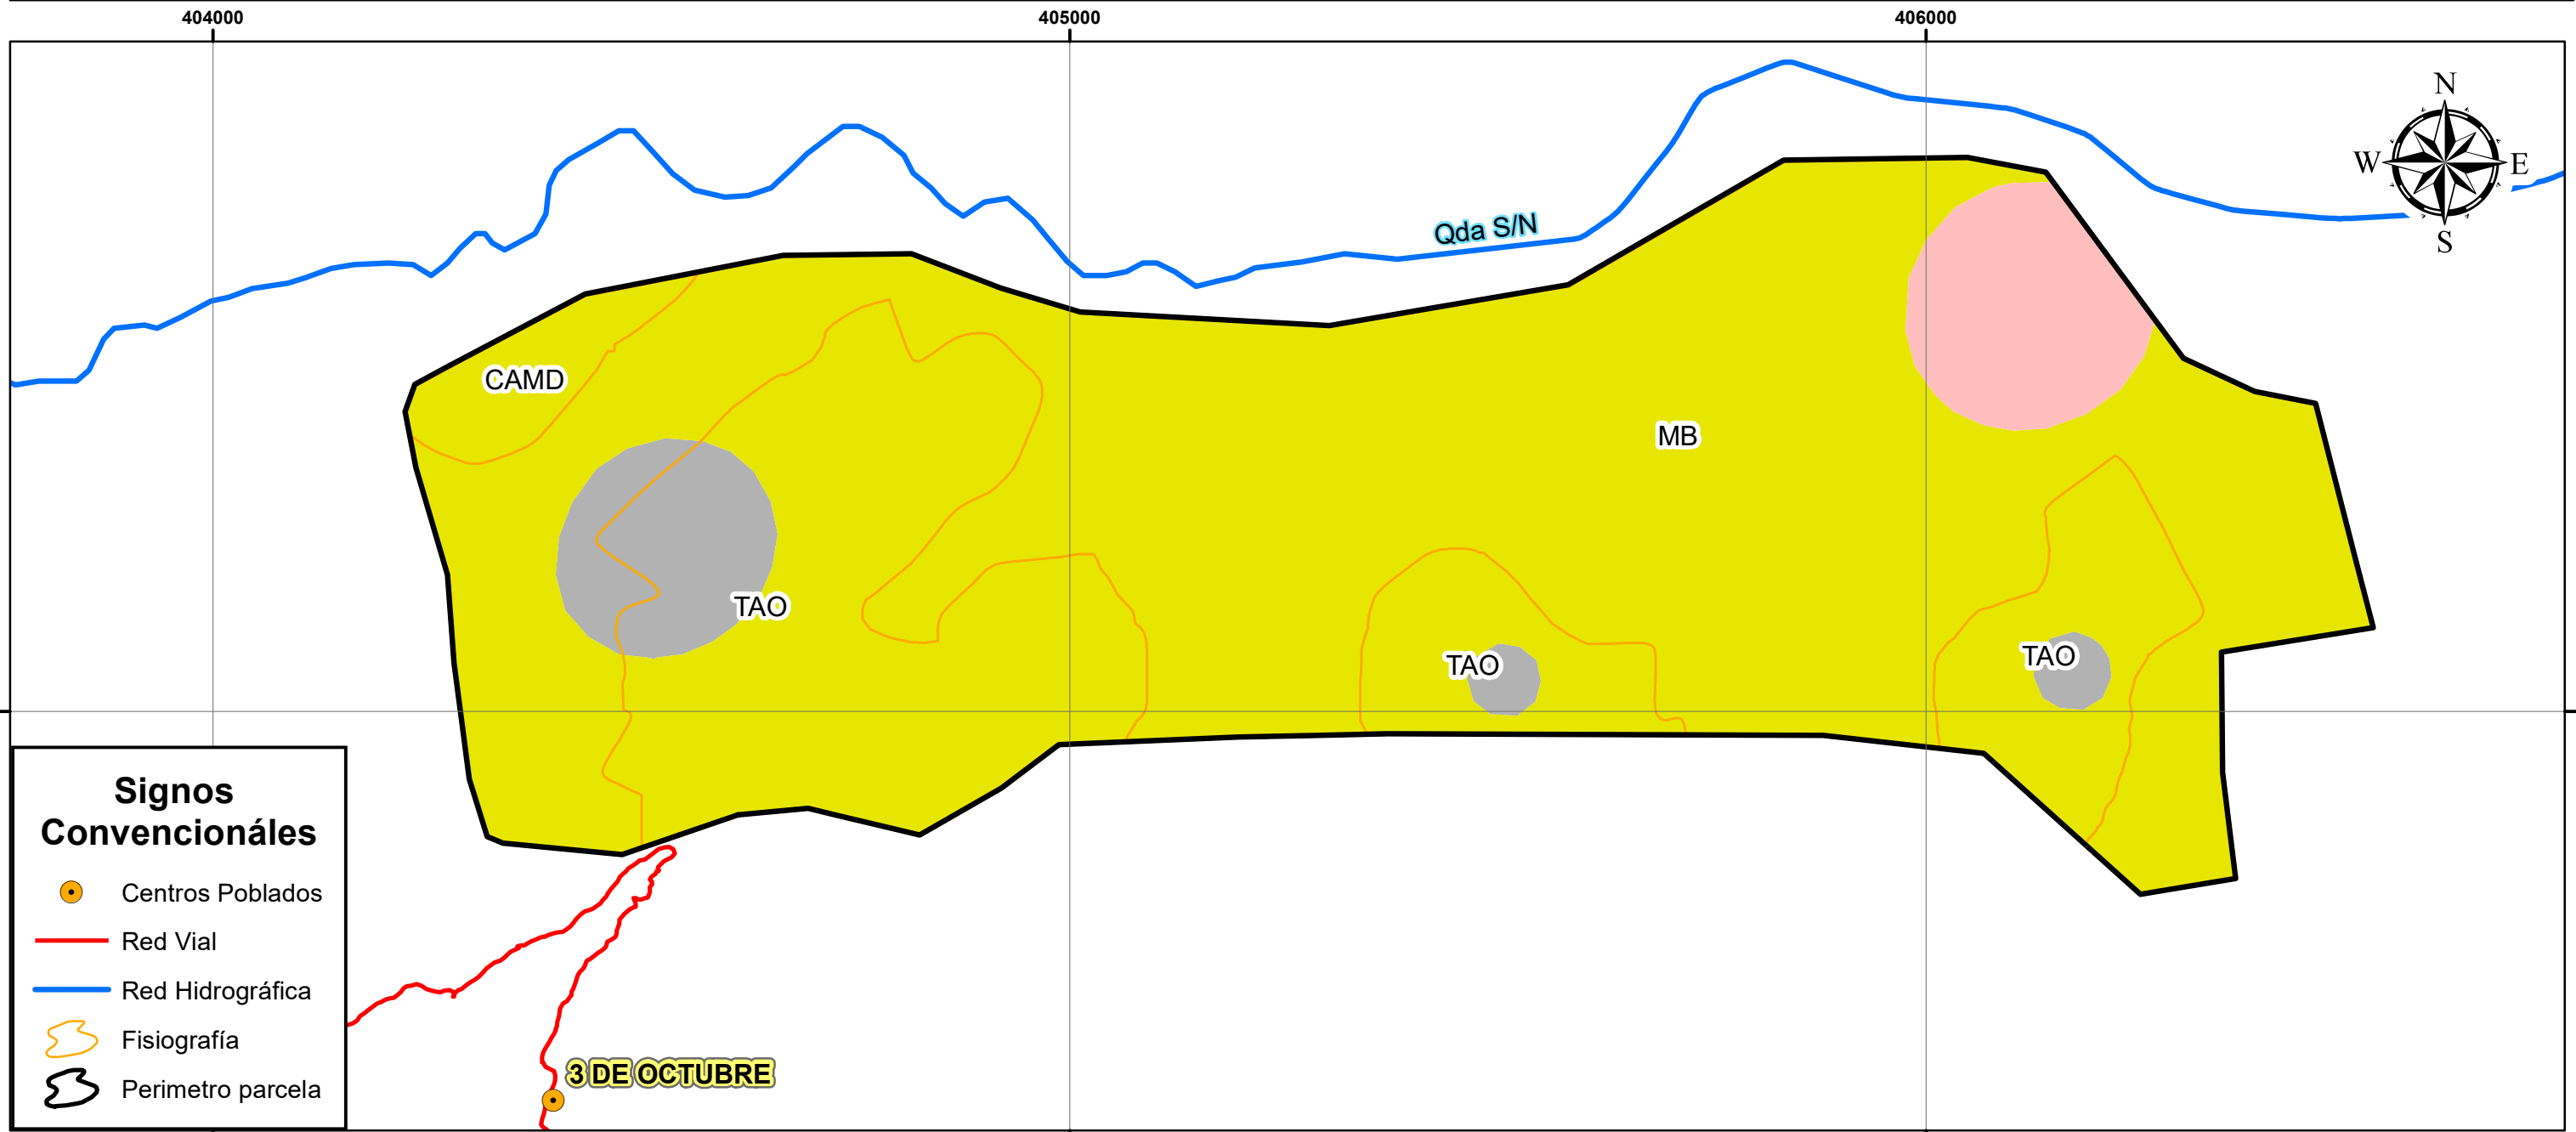 404000
405000
406000
N
W
E
S
Qda S/N
CAMD
MB
TAO
TAO
TAO
Signos
Convencionáles
Centros Poblados
Red Vial
Red Hidrográfica
Fisiografía
Perimetro parcela
3 DE OCTUBRE